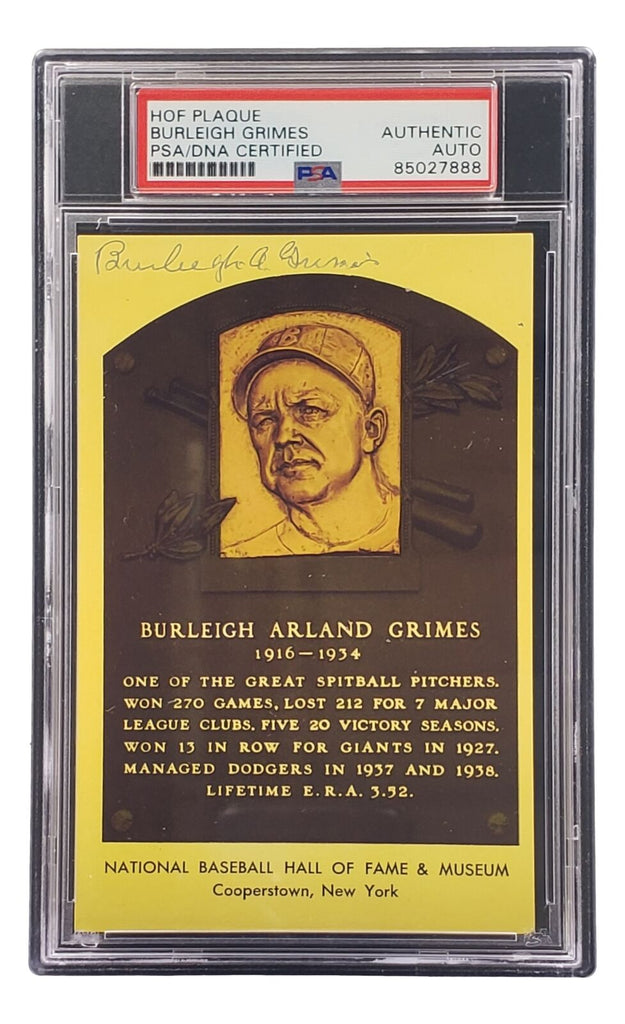 HOF PLAQUE
BURLEIGH GRIMES AUTHENTIC
PSA/DNA CERTIFIED AUTO
PSA 85027888
Burleigh A. Grimes
B
BURLEIGH ARLAND GRIMES
1916–1934
ONE OF THE GREAT SPITBALL PITCHERS.
WON 270 GAMES, LOST 212 FOR 7 MAJOR
LEAGUE CLUBS. FIVE 20 VICTORY SEASONS.
WON 13 IN ROW FOR GIANTS IN 1927.
MANAGED DODGERS IN 1937 AND 1938.
LIFETIME E.R.A. 3.52.
NATIONAL BASEBALL HALL OF FAME & MUSEUM
Cooperstown, New York